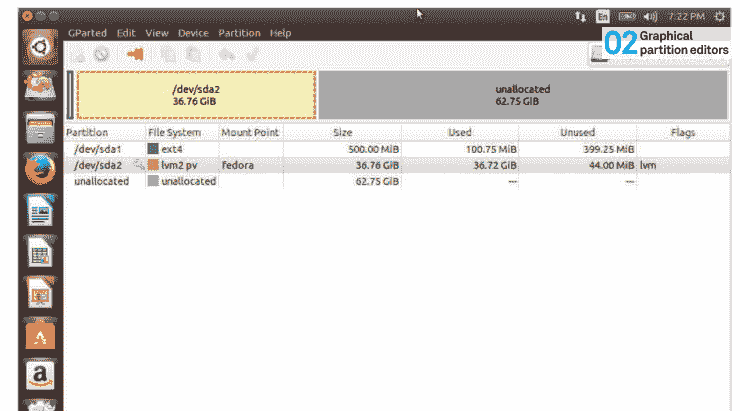 En
7:22 PM
GParted Edit View Device Partition Help
02 Graphical
partition editors
/dev/sda2
36.76 GiB
unallocated
62.75 GiB
Partition File System Mount Point Size Used Unused Flags
/dev/sda1 ext4 500.00 MiB 100.75 MiB 399.25 MiB
/dev/sda2 lvm2 pv fedora 36.76 GiB 36.72 GiB 44.00 MiB lvm
unallocated unallocated 62.75 GiB --- ---
A
a